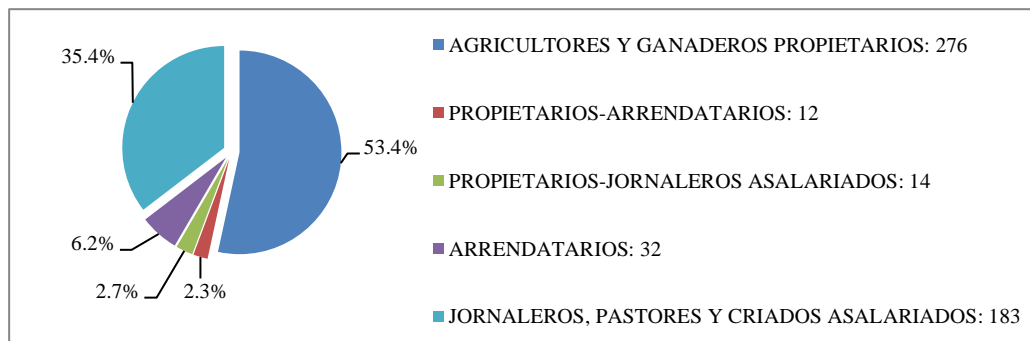 35.4%
53.4%
6.2%
2.7%
2.3%
AGRICULTORES Y GANADEROS PROPIETARIOS: 276
PROPIETARIOS-ARRENDATARIOS: 12
PROPIETARIOS-JORNALEROS ASALARIADOS: 14
ARRENDATARIOS: 32
JORNALEROS, PASTORES Y CRIADOS ASALARIADOS: 183